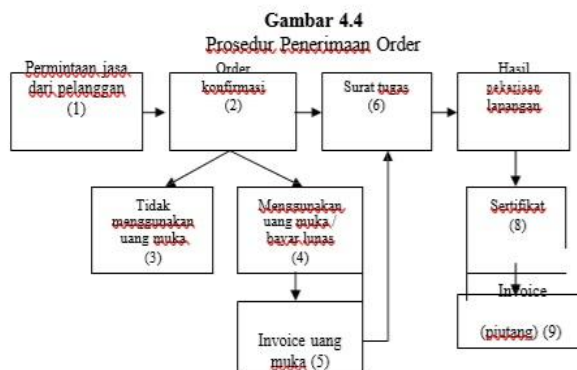 Gambar 4.4
Prosedur Penerimaan Order
Permintaan jasa
dari pelanggan
(1)
Order
konfirmasi
(2)
Surat tugas
(6)
Hasil
pekerjaan
lapangan
Tidak
menggunakan
uang muka
(3)
Menggunakan
uang muka /
bayar lunas
(4)
Sertifikat
(8)
Invoice uang
muka (5)
Invoice
(piutang) (9)